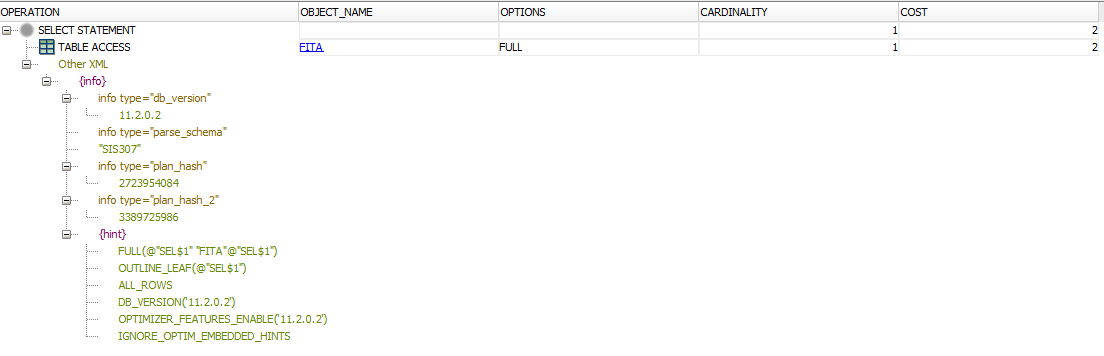 OPERATION OBJECT_NAME OPTIONS CARDINALITY COST
SELECT STATEMENT 1 2
TABLE ACCESS FITA FULL 1 2
Other XML
{info}
info type="db_version"
11.2.0.2
info type="parse_schema"
"SIS307"
info type="plan_hash"
2723954084
info type="plan_hash_2"
3389725986
{hint}
FULL(@"SEL$1" "FITA"@"SEL$1")
OUTLINE_LEAF(@"SEL$1")
ALL_ROWS
DB_VERSION('11.2.0.2')
OPTIMIZER_FEATURES_ENABLE('11.2.0.2')
IGNORE_OPTIM_EMBEDDED_HINTS